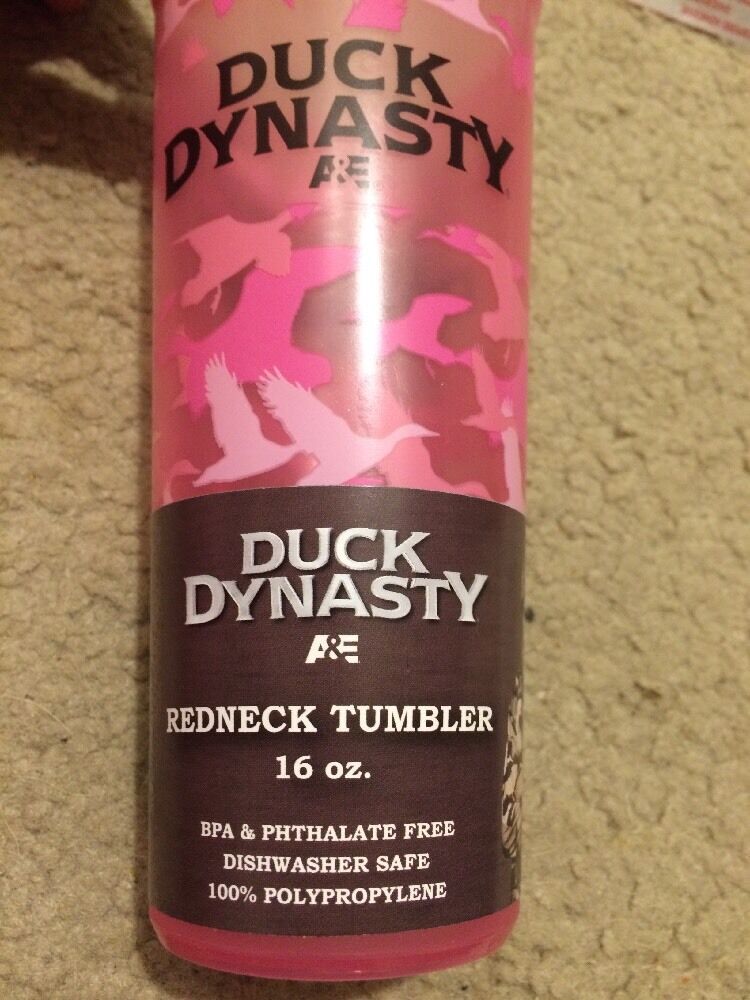 DUCK
DYNASTY
A&E
DUCK
DYNASTY
A&E
REDNECK TUMBLER
16 oz.
BPA & PHTHALATE FREE
DISHWASHER SAFE
100% POLYPROPYLENE